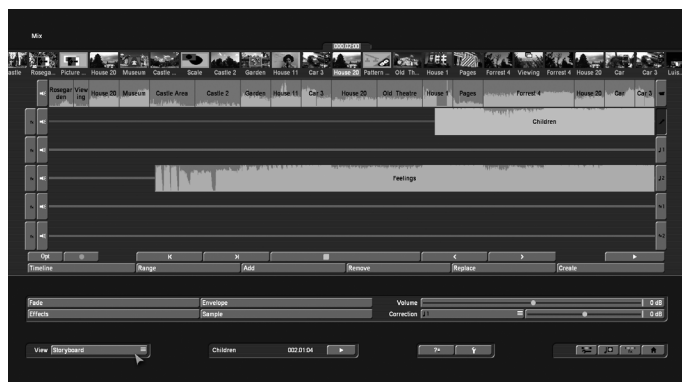 Mix
000.02:00
astle Rosega... Picture ... House 20 Museum Castle ... Scale Castle 2 Garden House 11 Car 3 House 20 Pattern ... Old Th... House 1 Pages Forrest 4 Viewing Forrest 4 House 20 Car Car 3 Luis..
Rosegar den View ing House 20 Museum Castle Area Castle 2 Garden House 11 Car 3 House 20 Old Theatre House 1 Pages Forrest 4 House 20 Car Car 3
Children
Feelings
Opt
Timeline Range Add Remove Replace Create
Fade Envelope Volume 0 dB
Effects Sample Correction 0 dB
View Storyboard Children 002.01:04